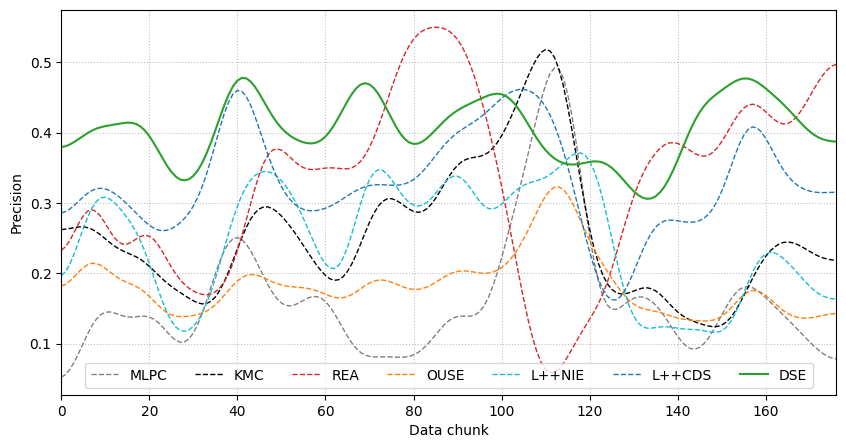 0.5
0.4
0.3
0.2
0.1
Precision
MLPC KMC REA OUSE L++NIE L++CDS DSE
0 20 40 60 80 100 120 140 160
Data chunk